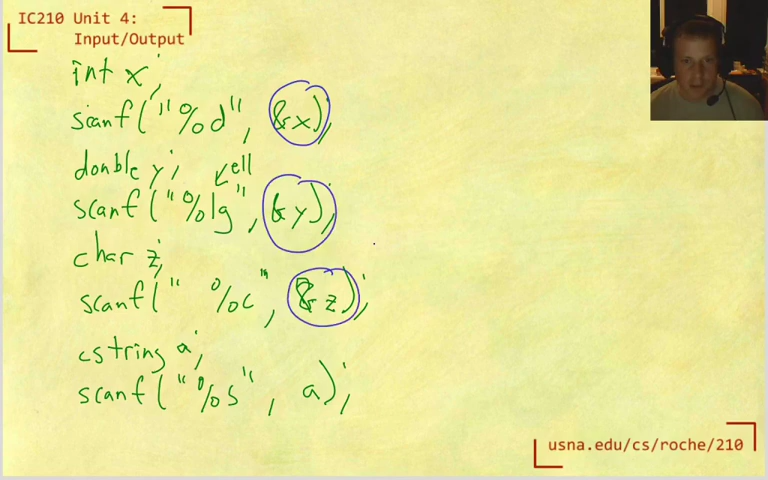 IC210 Unit 4:
Input/Output
int x;
scanf("%d", &x);
double y; ell
scanf("%lg", &y);
char z;
scanf(" %c", &z);
cstring a;
scanf("%s", a);
usna.edu/cs/roche/210